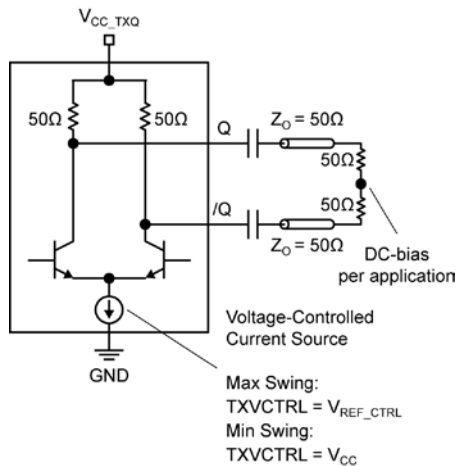 VCC_TXQ
50Ω
50Ω
Q
ZO = 50Ω
50Ω
50Ω
/Q
ZO = 50Ω
DC-bias
per application
Voltage-Controlled
Current Source
GND
Max Swing:
TXVCTRL = VREF_CTRL
Min Swing:
TXVCTRL = VCC